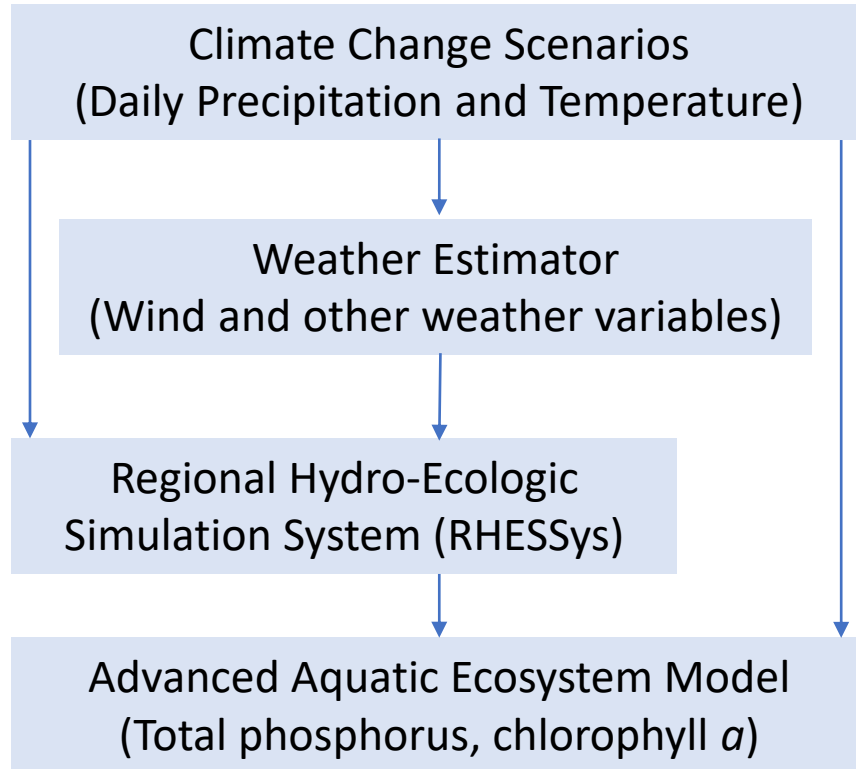 Climate Change Scenarios
(Daily Precipitation and Temperature)
Weather Estimator
(Wind and other weather variables)
Regional Hydro-Ecologic
Simulation System (RHESSys)
Advanced Aquatic Ecosystem Model
(Total phosphorus, chlorophyll a)